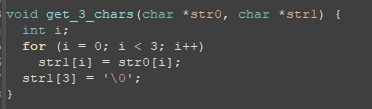 void get_3_chars(char *str0, char *str1) {
  int i;
  for (i = 0; i < 3; i++)
    str1[i] = str0[i];
  str1[3] = '\0';
}